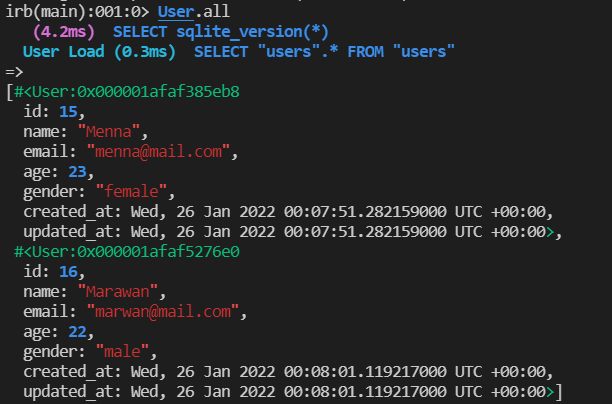 irb(main):001:0> User.all
(4.2ms) SELECT sqlite_version(*)
User Load (0.3ms) SELECT "users".* FROM "users"
=>
[#<User:0x000001afaf385eb8
id: 15,
name: "Menna",
email: "menna@mail.com",
age: 23,
gender: "female",
created_at: Wed, 26 Jan 2022 00:07:51.282159000 UTC +00:00,
updated_at: Wed, 26 Jan 2022 00:07:51.282159000 UTC +00:00>,
#<User:0x000001afaf5276e0
id: 16,
name: "Marawan",
email: "marwan@mail.com",
age: 22,
gender: "male",
created_at: Wed, 26 Jan 2022 00:08:01.119217000 UTC +00:00,
updated_at: Wed, 26 Jan 2022 00:08:01.119217000 UTC +00:00>]